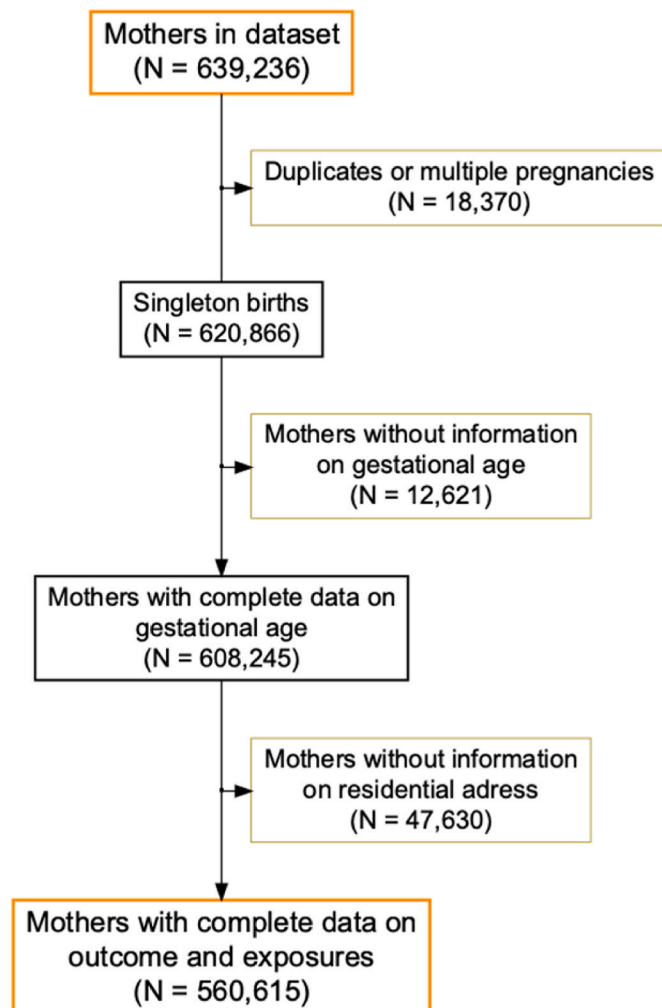 Mothers in dataset
(N = 639,236)
Duplicates or multiple pregnancies
(N = 18,370)
Singleton births
(N = 620,866)
Mothers without information
on gestational age
(N = 12,621)
Mothers with complete data on
gestational age
(N = 608,245)
Mothers without information
on residential adress
(N = 47,630)
Mothers with complete data on
outcome and exposures
(N = 560,615)